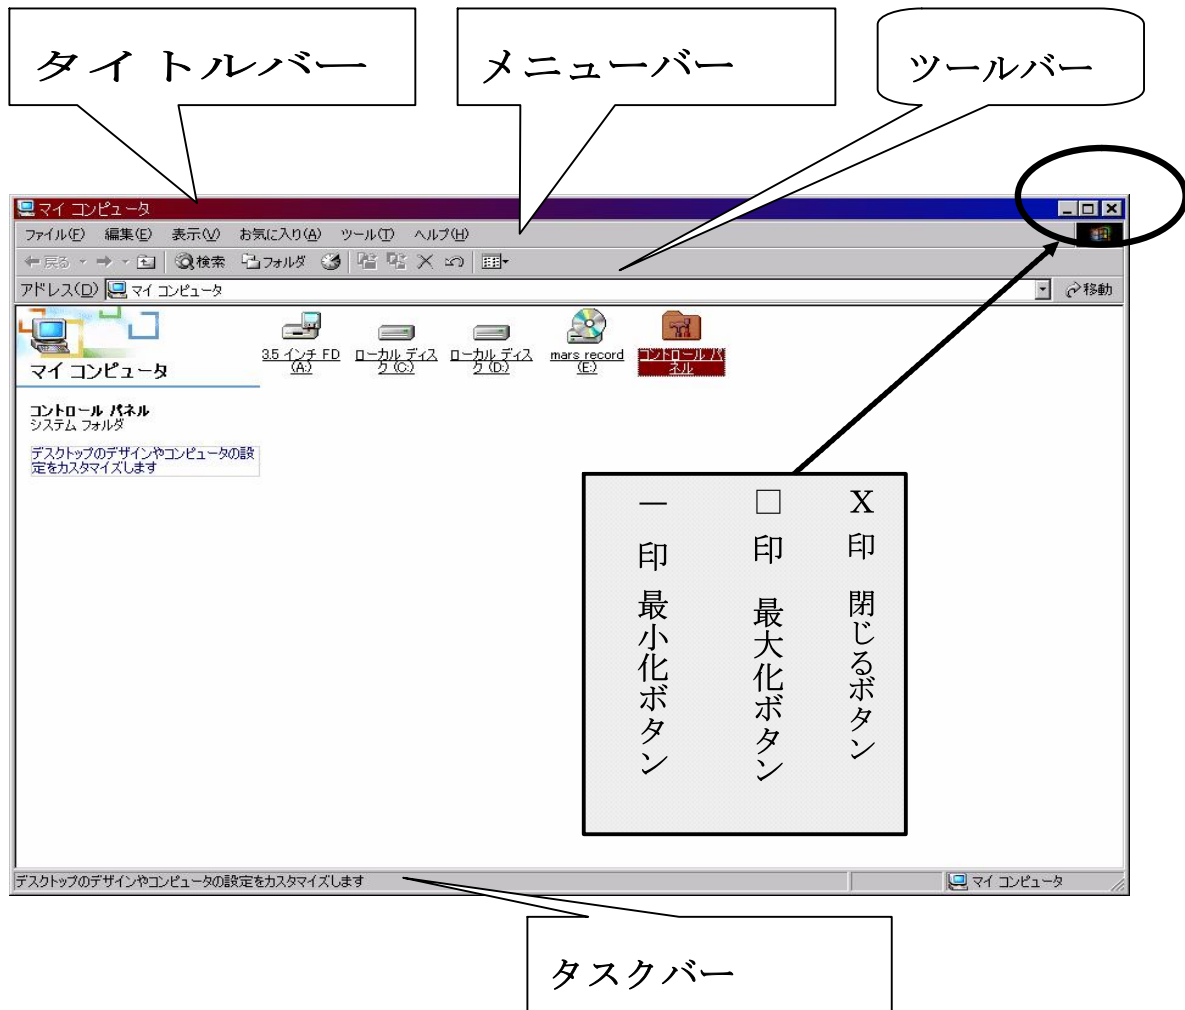 タイトルバー
メニューバー
ツールバー
マイ コンピュータ
ファイル(F) 編集(E) 表示(V) お気に入り(A) ツール(T) ヘルプ(H)
戻る 検索 フォルダ
アドレス(D) マイ コンピュータ 移動
3.5 インチ FD
(A:)
ローカル ディス
ク (C:)
ローカル ディス
ク (D:)
mars record
(E:)
コントロール パ
ネル
マイ コンピュータ
コントロール パネル
システム フォルダ
デスクトップのデザインやコンピュータの設
定をカスタマイズします
X印 閉じるボタン
□印 最大化ボタン
―印 最小化ボタン
デスクトップのデザインやコンピュータの設定をカスタマイズします
マイ コンピュータ
タスクバー